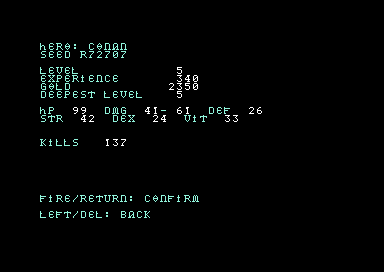 HERO: CONAN
SEED R72707
LEVEL 5
EXPERIENCE 340
GOLD 2350
DEEPEST LEVEL 5
HP 99 DMG 41- 61 DEF 26
STR 42 DEX 24 VIT 33
KILLS 137
FIRE/RETURN: CONFIRM
LEFT/DEL: BACK